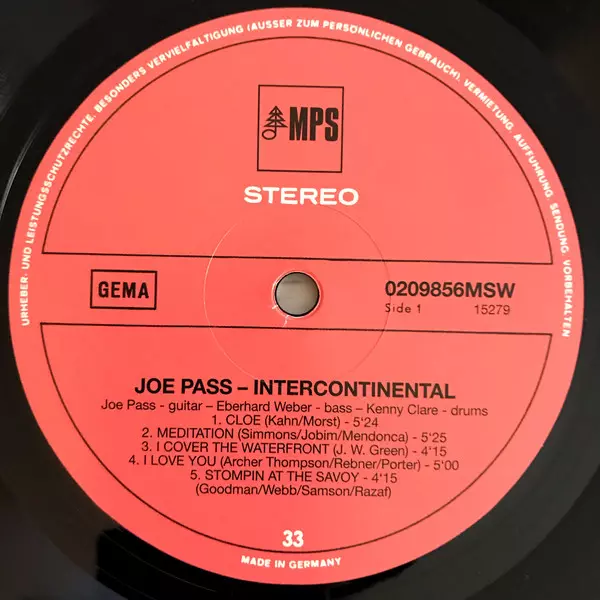 URHEBER- UND LEISTUNGSSCHUTZRECHTE, BESONDERS VERVIELFÄLTIGUNG (AUSSER ZUM PERSÖNLICHEN GEBRAUCH), VERMIETUNG, AUFFÜHRUNG, SENDUNG, VORBEHALTEN
MPS
STEREO
GEMA
0209856MSW
Side 1 15279
JOE PASS – INTERCONTINENTAL
Joe Pass - guitar – Eberhard Weber - bass – Kenny Clare - drums
1. CLOE (Kahn/Morst) - 5'24
2. MEDITATION (Simmons/Jobim/Mendonca) - 5'25
3. I COVER THE WATERFRONT (J. W. Green) - 4'15
4. I LOVE YOU (Archer Thompson/Rebner/Porter) - 5'00
5. STOMPIN AT THE SAVOY - 4'15
(Goodman/Webb/Samson/Razaf)
33
MADE IN GERMANY